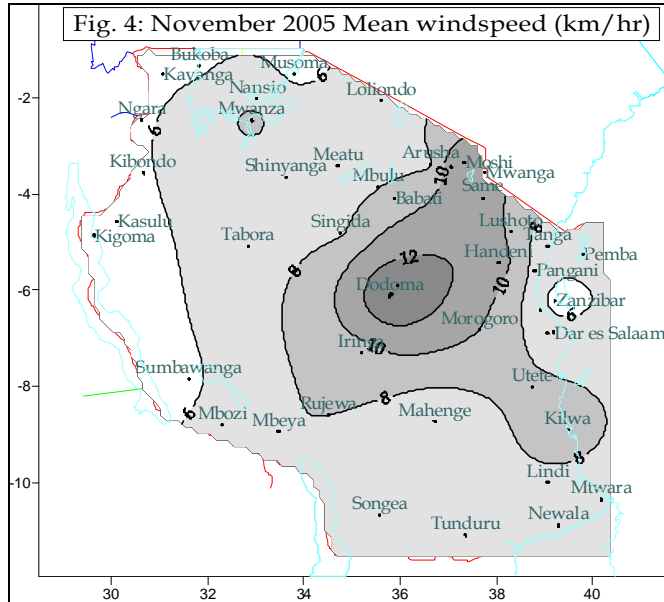 Fig. 4: November 2005 Mean windspeed (km/hr)
Bukoba
Musoma
Kayanga
6
-2
Nansio
Loliondo
Ngara
Mwanza
6
Arusha
Meatu
Moshi
Kibondo
Shinyanga
Mbulu
10
Mwanga
-4
Babati
Same
Kasulu
Singida
Lushoto
8
Kigoma
Tabora
Tanga
12
Handeni
Pemba
8
Pangani
-6
Dodoma
10
Zanzibar
Morogoro
6
Iringa
10
Dar es Salaam
Sumbawanga
Utete
-8
6
Mbozi
Rujewa
8
Mahenge
Kilwa
Mbeya
8
Lindi
-10
Mtwara
Songea
Newala
Tunduru
30
32
34
36
38
40